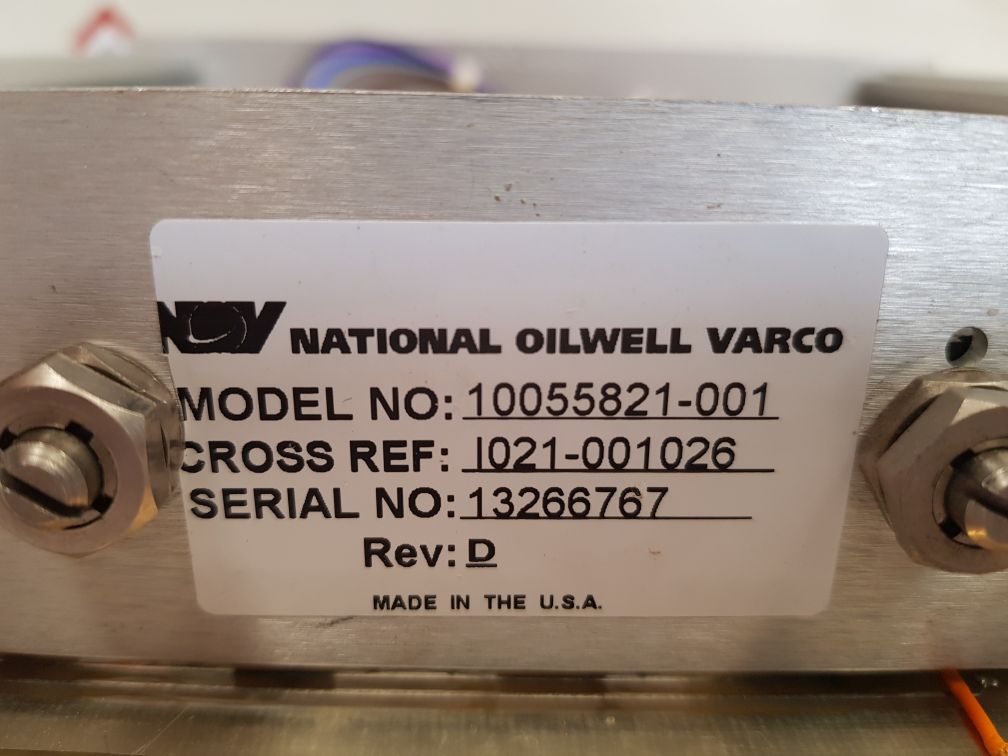 NOV NATIONAL OILWELL VARCO
MODEL NO: 10055821-001
CROSS REF: I021-001026
SERIAL NO: 13266767
Rev: D
MADE IN THE U.S.A.